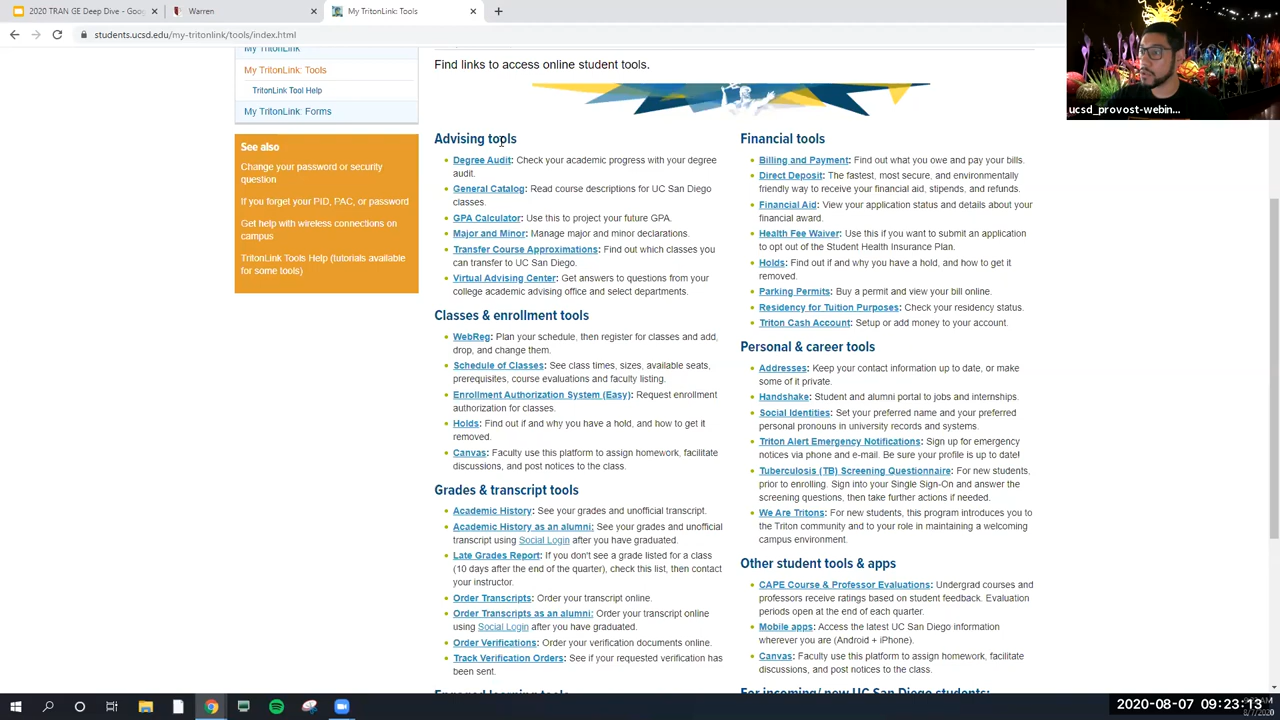 2020 TRAN GE Deep Dive - Goo
Warren
My TritonLink: Tools
students.ucsd.edu/my-tritonlink/tools/index.html
ucsd_provost-webin...
My TritonLink
My TritonLink: Tools
TritonLink Tool Help
My TritonLink: Forms
See also
Change your password or security
question
If you forget your PID, PAC, or password
Get help with wireless connections on
campus
TritonLink Tools Help (tutorials available
for some tools)
Find links to access online student tools.
Advising tools
Degree Audit: Check your academic progress with your degree
audit.
General Catalog: Read course descriptions for UC San Diego
classes.
GPA Calculator: Use this to project your future GPA.
Major and Minor: Manage major and minor declarations.
Transfer Course Approximations: Find out which classes you
can transfer to UC San Diego.
Virtual Advising Center: Get answers to questions from your
college academic advising office and select departments.
Classes & enrollment tools
WebReg: Plan your schedule, then register for classes and add,
drop, and change them.
Schedule of Classes: See class times, sizes, available seats,
prerequisites, course evaluations and faculty listing.
Enrollment Authorization System (Easy): Request enrollment
authorization for classes.
Holds: Find out if and why you have a hold, and how to get it
removed.
Canvas: Faculty use this platform to assign homework, facilitate
discussions, and post notices to the class.
Grades & transcript tools
Academic History: See your grades and unofficial transcript.
Academic History as an alumni: See your grades and unofficial
transcript using Social Login after you have graduated.
Late Grades Report: If you don't see a grade listed for a class
(10 days after the end of the quarter), check this list, then contact
your instructor.
Order Transcripts: Order your transcript online.
Order Transcripts as an alumni: Order your transcript online
using Social Login after you have graduated.
Order Verifications: Order your verification documents online.
Track Verification Orders: See if your requested verification has
been sent.
Engaged learning tools
Financial tools
Billing and Payment: Find out what you owe and pay your bills.
Direct Deposit: The fastest, most secure, and environmentally
friendly way to receive your financial aid, stipends, and refunds.
Financial Aid: View your application status and details about your
financial award.
Health Fee Waiver: Use this if you want to submit an application
to opt out of the Student Health Insurance Plan.
Holds: Find out if and why you have a hold, and how to get it
removed.
Parking Permits: Buy a permit and view your bill online.
Residency for Tuition Purposes: Check your residency status.
Triton Cash Account: Setup or add money to your account.
Personal & career tools
Addresses: Keep your contact information up to date, or make
some of it private.
Handshake: Student and alumni portal to jobs and internships.
Social Identities: Set your preferred name and your preferred
personal pronouns in university records and systems.
Triton Alert Emergency Notifications: Sign up for emergency
notices via phone and e-mail. Be sure your profile is up to date!
Tuberculosis (TB) Screening Questionnaire: For new students,
prior to enrolling. Sign into your Single Sign-On and answer the
screening questions, then take further actions if needed.
We Are Tritons: For new students, this program introduces you to
the Triton community and to your role in maintaining a welcoming
campus environment.
Other student tools & apps
CAPE Course & Professor Evaluations: Undergrad courses and
professors receive ratings based on student feedback. Evaluation
periods open at the end of each quarter.
Mobile apps: Access the latest UC San Diego information
wherever you are (Android + iPhone).
Canvas: Faculty use this platform to assign homework, facilitate
discussions, and post notices to the class.
For incoming/ new UC San Diego students:
2020-08-07 09:23:13
8/7/2020